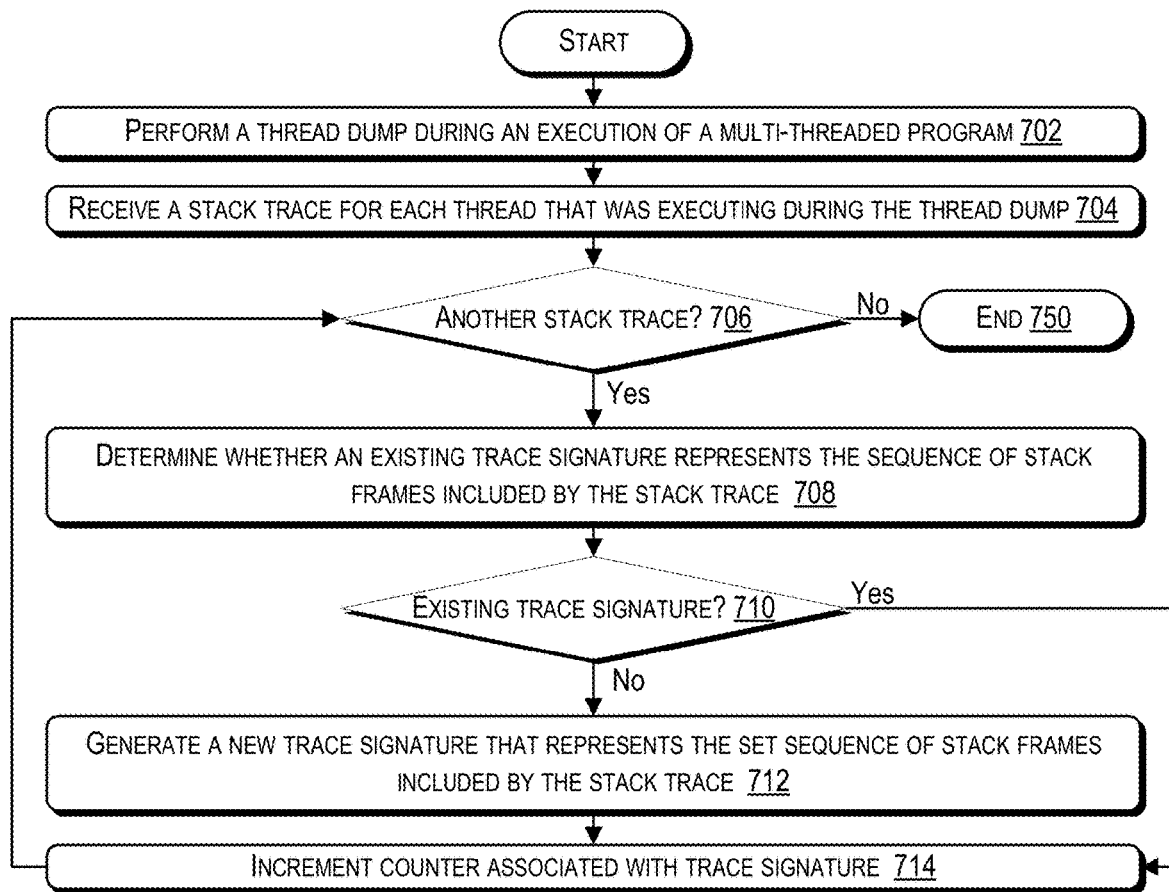 START
PERFORM A THREAD DUMP DURING AN EXECUTION OF A MULTI-THREADED PROGRAM 702
RECEIVE A STACK TRACE FOR EACH THREAD THAT WAS EXECUTING DURING THE THREAD DUMP 704
ANOTHER STACK TRACE? 706
No
END 750
Yes
DETERMINE WHETHER AN EXISTING TRACE SIGNATURE REPRESENTS THE SEQUENCE OF STACK
FRAMES INCLUDED BY THE STACK TRACE 708
EXISTING TRACE SIGNATURE? 710
Yes
No
GENERATE A NEW TRACE SIGNATURE THAT REPRESENTS THE SET SEQUENCE OF STACK FRAMES
INCLUDED BY THE STACK TRACE 712
INCREMENT COUNTER ASSOCIATED WITH TRACE SIGNATURE 714